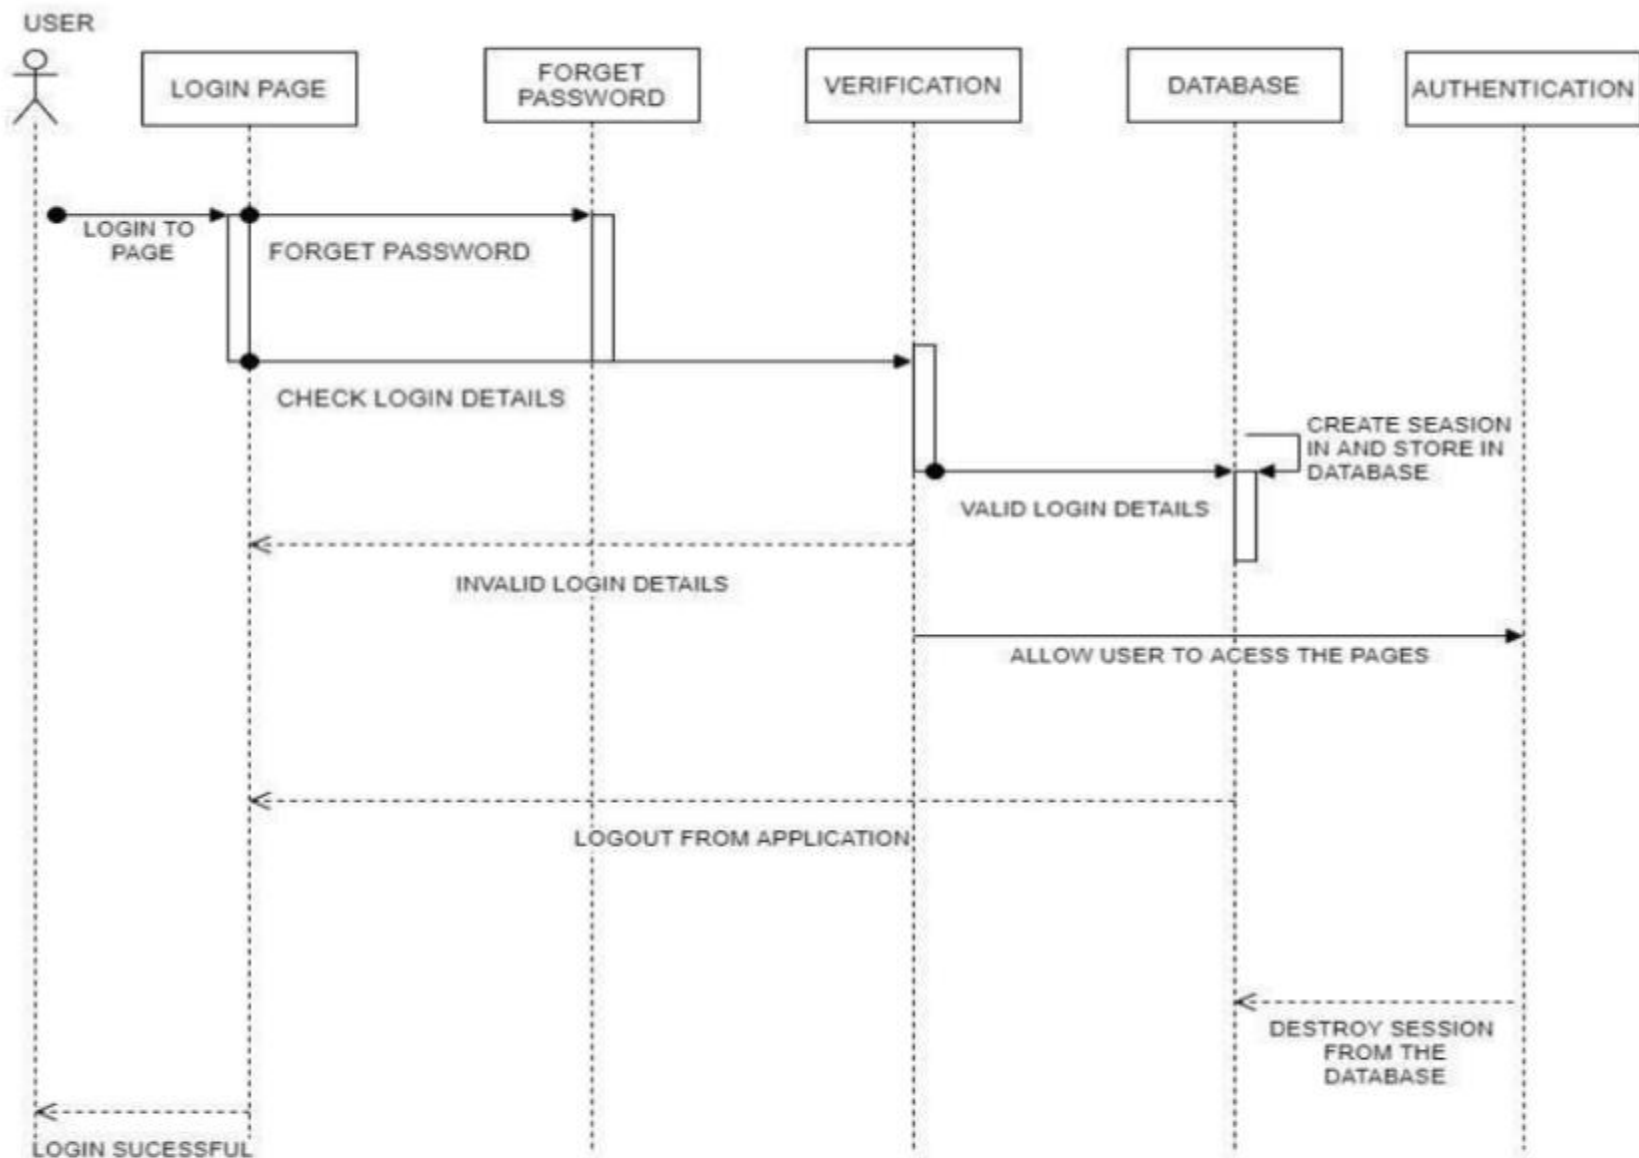 USER
LOGIN PAGE
FORGET
PASSWORD
VERIFICATION
DATABASE
AUTHENTICATION
LOGIN TO
PAGE
FORGET PASSWORD
CHECK LOGIN DETAILS
CREATE SEASION
IN AND STORE IN
DATABASE
VALID LOGIN DETAILS
INVALID LOGIN DETAILS
ALLOW USER TO ACESS THE PAGES
LOGOUT FROM APPLICATION
DESTROY SESSION
FROM THE
DATABASE
LOGIN SUCESSFUL